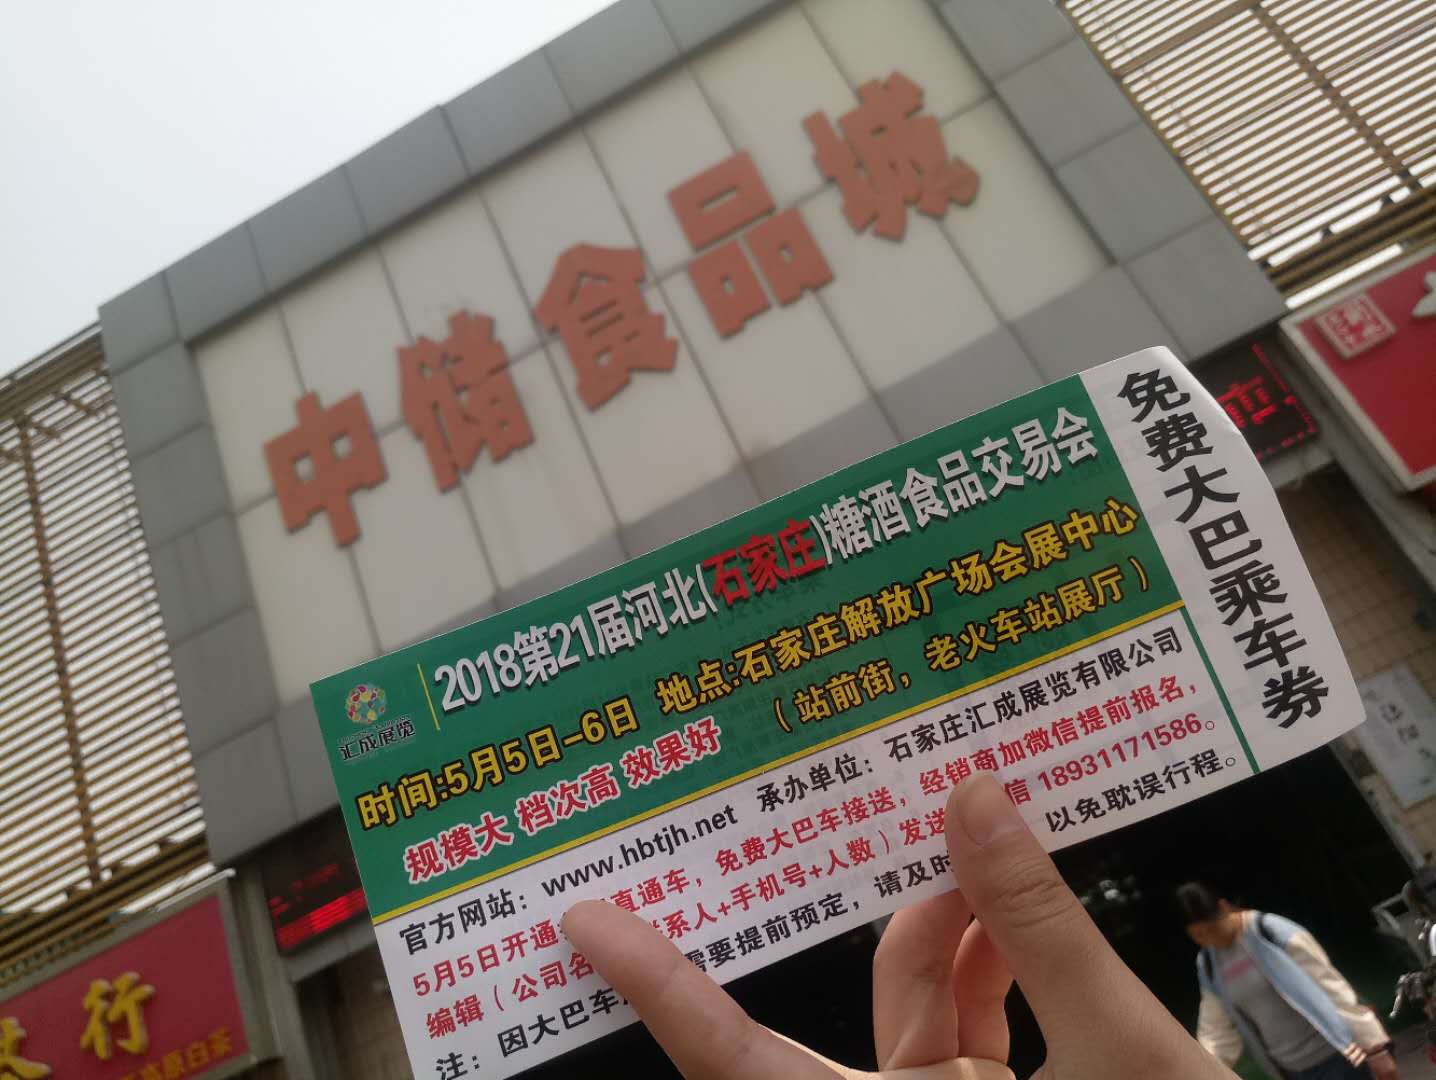 中储食品城
汇成展览
2018第21届河北(石家庄)糖酒食品交易会
时间:5月5日-6日 地点:石家庄解放广场会展中心
规模大 档次高 效果好
（站前街，老火车站展厅）
官方网站：www.hbtjh.net 承办单位：石家庄汇成展览有限公司
5月5日开通 直通车，免费大巴车接送，经销商加微信提前报名，
编辑（公司名 联系人+手机号+人数）发送 信 18931171586。
注：因大巴车 需要提前预定，请及时 以免耽误行程。
免费大巴乘车券
行
原白茶